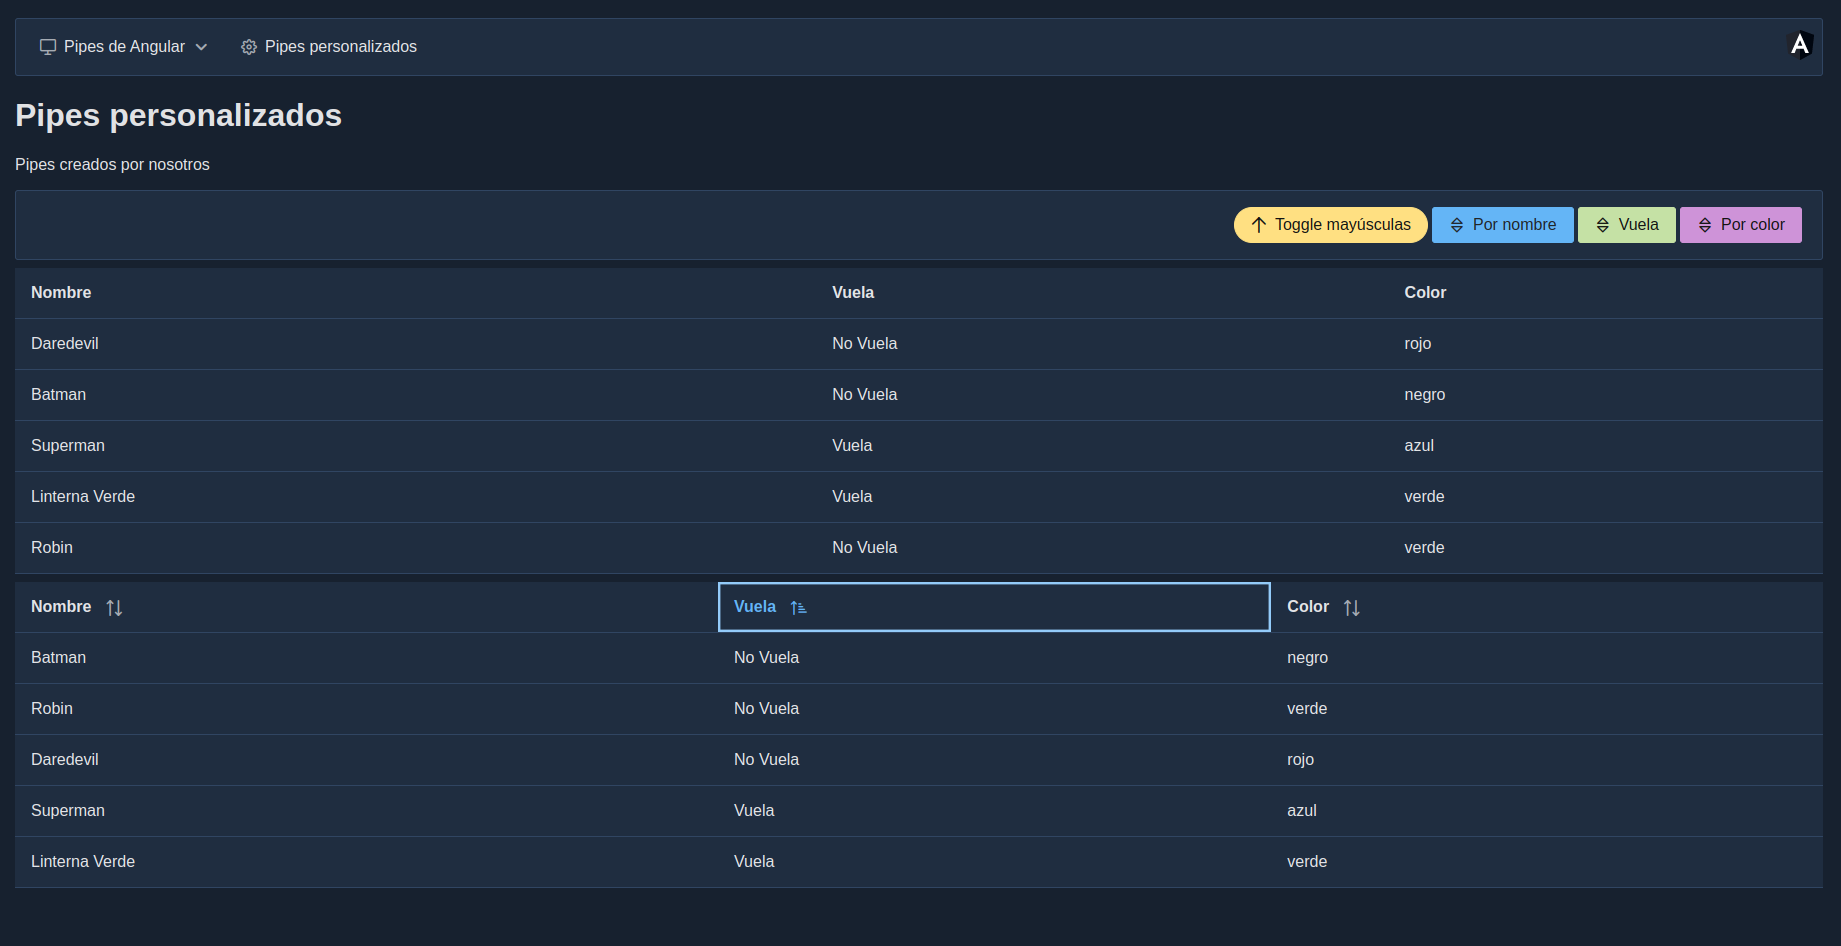 Pipes de Angular Pipes personalizados
Pipes personalizados
Pipes creados por nosotros
Toggle mayúsculas Por nombre Vuela Por color
Nombre Vuela Color
Daredevil No Vuela rojo
Batman No Vuela negro
Superman Vuela azul
Linterna Verde Vuela verde
Robin No Vuela verde
Nombre Vuela Color
Batman No Vuela negro
Robin No Vuela verde
Daredevil No Vuela rojo
Superman Vuela azul
Linterna Verde Vuela verde